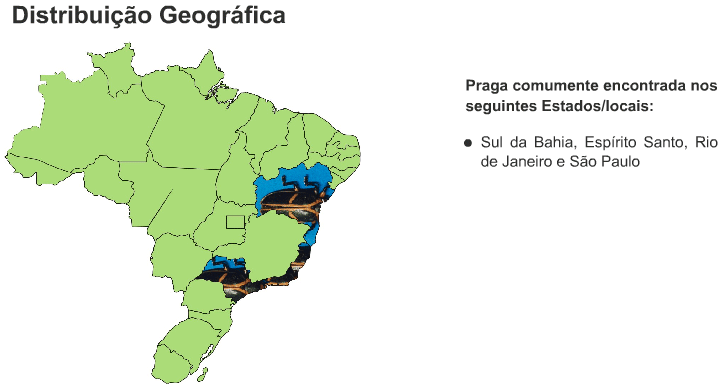 Distribuição Geográfica
Praga comumente encontrada nos
seguintes Estados/locais:
● Sul da Bahia, Espírito Santo, Rio
de Janeiro e São Paulo